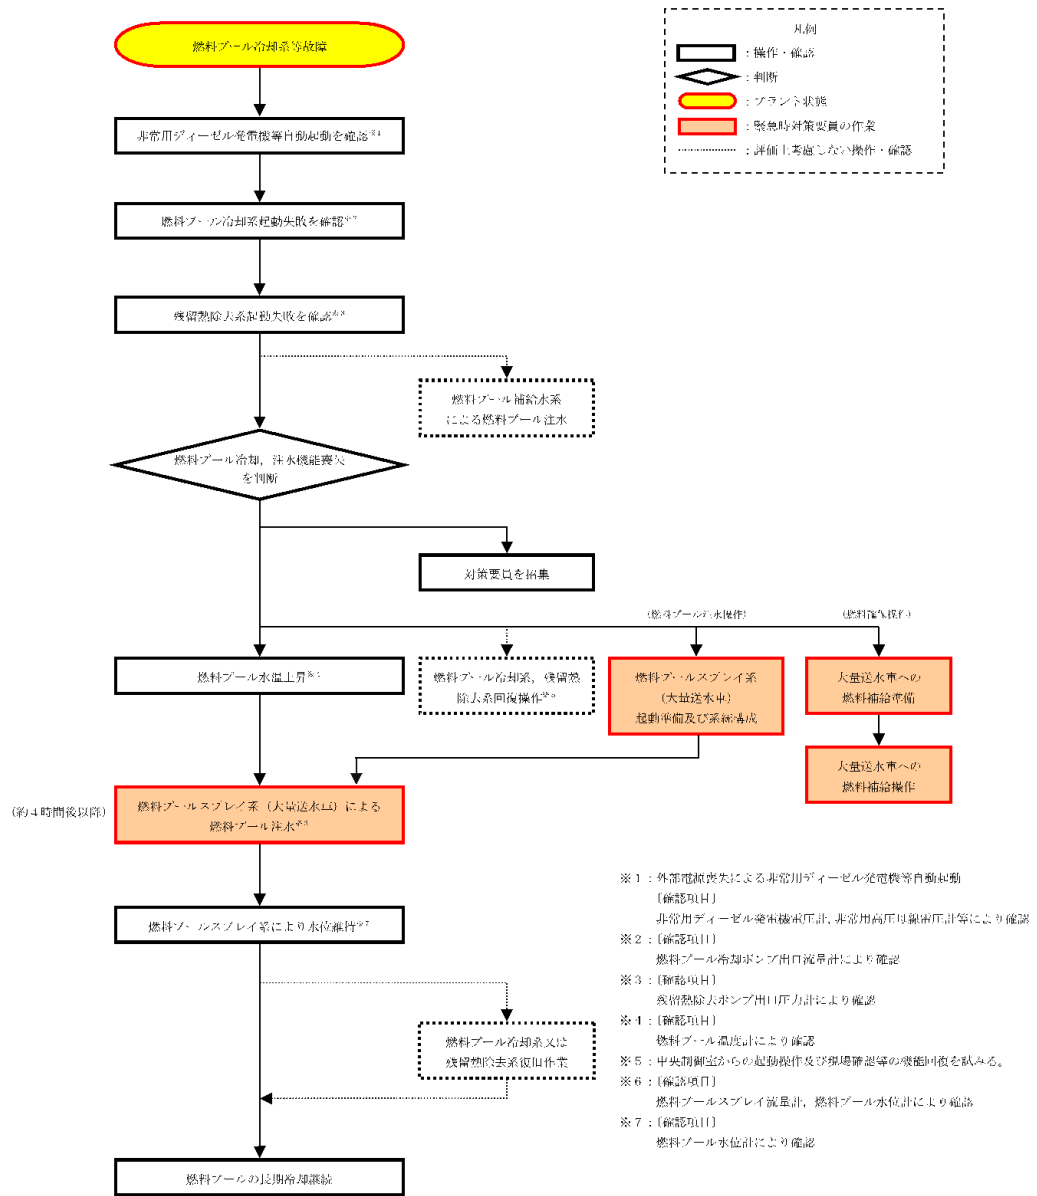 燃料プール冷却系等故障
非常用ディーゼル発電機等自動起動を確認※1
燃料プール冷却系起動失敗を確認※2
残留熱除去系起動失敗を確認※3
燃料プール補給水系
による燃料プール注水
燃料プール冷却，注水機能喪失
を判断
対策要員を招集
(燃料プール注水操作)
(燃料確保操作)
燃料プール水温上昇※4
燃料プール冷却系，残留熱
除去系回復操作※5
燃料プールスプレイ系
（大量送水車）
起動準備及び系統構成
大量送水車への
燃料補給準備
大量送水車への
燃料補給操作
(約４時間後以降)
燃料プールスプレイ系（大量送水車）による
燃料プール注水※6
燃料プールスプレイ系により水位維持※7
燃料プール冷却系又は
残留熱除去系復旧作業
燃料プールの長期冷却継続
凡例
：操作・確認
：判断
：プラント状態
：緊急時対策要員の作業
：評価上考慮しない操作・確認
※１：外部電源喪失による非常用ディーゼル発電機等自動起動
［確認項目］
非常用ディーゼル発電機電圧計，非常用高圧母線電圧計等により確認
※２：［確認項目］
燃料プール冷却ポンプ出口流量計により確認
※３：［確認項目］
残留熱除去ポンプ出口圧力計により確認
※４：［確認項目］
燃料プール温度計により確認
※５：中央制御室からの起動操作及び現場確認等の機能回復を試みる。
※６：［確認項目］
燃料プールスプレイ流量計，燃料プール水位計により確認
※７：［確認項目］
燃料プール水位計により確認